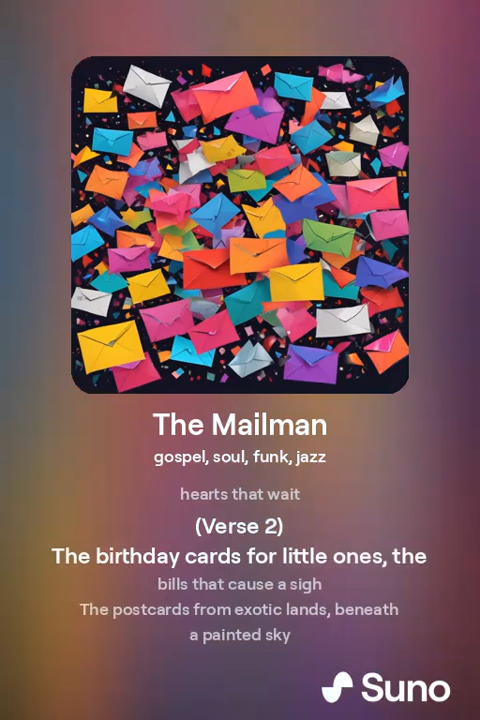 The Mailman
gospel, soul, funk, jazz
hearts that wait
(Verse 2)
The birthday cards for little ones, the
bills that cause a sigh
The postcards from exotic lands, beneath
a painted sky
Suno